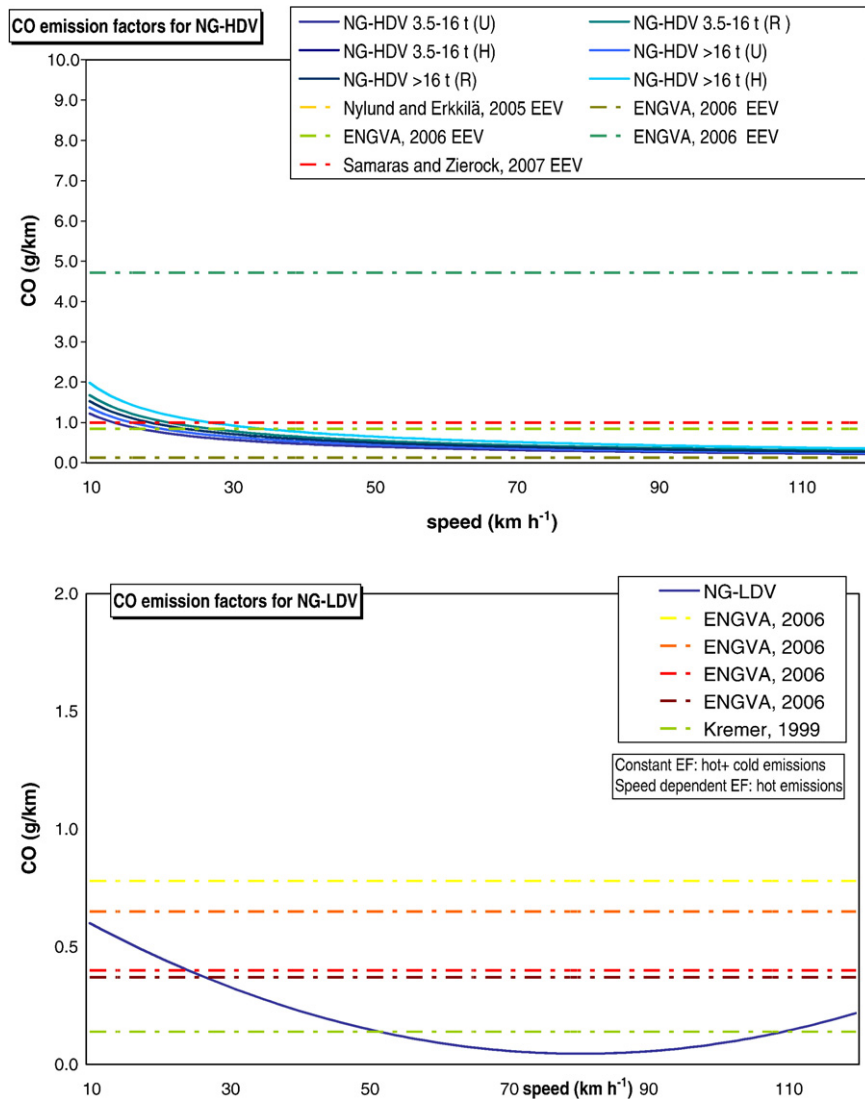 CO emission factors for NG-HDV
NG-HDV 3.5-16 t (U)
NG-HDV 3.5-16 t (R )
NG-HDV 3.5-16 t (H)
NG-HDV >16 t (U)
NG-HDV >16 t (R)
NG-HDV >16 t (H)
Nylund and Erkkilä, 2005 EEV
ENGVA, 2006 EEV
ENGVA, 2006 EEV
ENGVA, 2006 EEV
Samaras and Zierock, 2007 EEV
10.0
9.0
8.0
7.0
6.0
5.0
4.0
3.0
2.0
1.0
0.0
CO (g/km)
10 30 50 70 90 110
speed (km h-1)
CO emission factors for NG-LDV
NG-LDV
ENGVA, 2006
ENGVA, 2006
ENGVA, 2006
ENGVA, 2006
Kremer, 1999
Constant EF: hot+ cold emissions
Speed dependent EF: hot emissions
2.0
1.5
1.0
0.5
0.0
CO (g/km)
10 30 50 70 speed (km h-1) 90 110